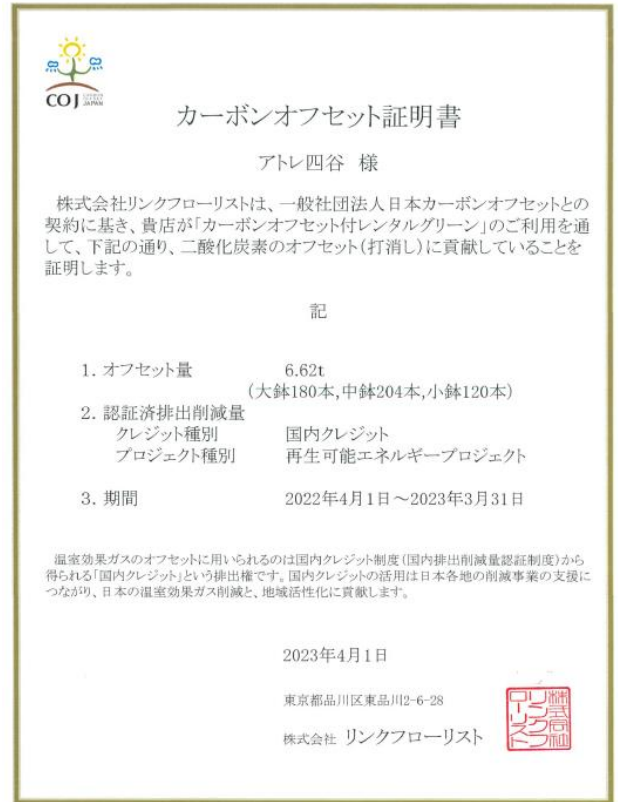 COJ CARBON OFFSET JAPAN
カーボンオフセット証明書
アトレ四谷 様
株式会社リンクフローリストは、一般社団法人日本カーボンオフセットとの
契約に基き、貴店が「カーボンオフセット付レンタルグリーン」のご利用を通
して、下記の通り、二酸化炭素のオフセット(打消し)に貢献していることを
証明します。
記
1. オフセット量 6.62t
(大鉢180本,中鉢204本,小鉢120本)
2. 認証済排出削減量
クレジット種別 国内クレジット
プロジェクト種別 再生可能エネルギープロジェクト
3. 期間 2022年4月1日~2023年3月31日
温室効果ガスのオフセットに用いられるのは国内クレジット制度(国内排出削減量認証制度)から
得られる「国内クレジット」という排出権です。国内クレジットの活用は日本各地の削減事業の支援に
つながり、日本の温室効果ガス削減と、地域活性化に貢献します。
2023年4月1日
東京都品川区東品川2-6-28
株式会社 リンクフローリスト
株式会社
リンクフ
ローリスト